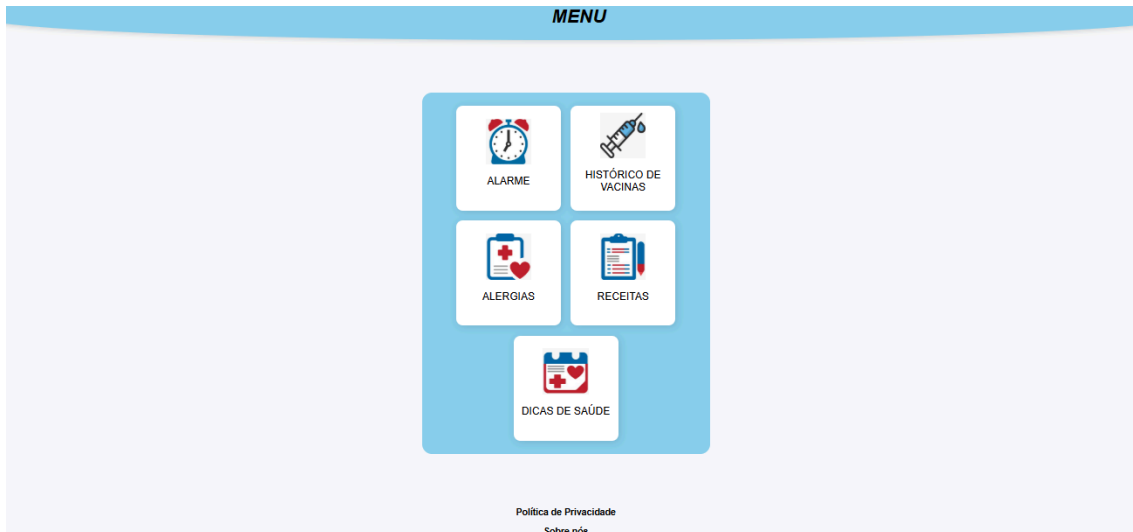 MENU
ALARME
HISTÓRICO DE
VACINAS
ALERGIAS
RECEITAS
DICAS DE SAÚDE
Política de Privacidade
Sobre nós